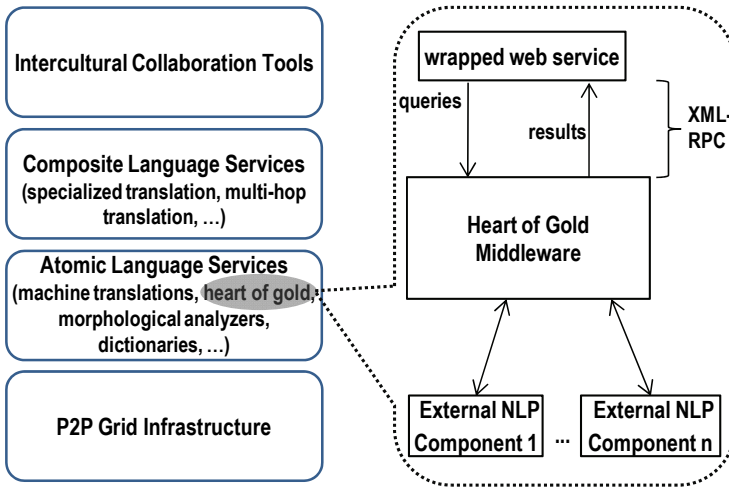 Intercultural Collaboration Tools
Composite Language Services
(specialized translation, multi-hop
translation, …)
Atomic Language Services
(machine translations, heart of gold,
morphological analyzers,
dictionaries, …)
P2P Grid Infrastructure
wrapped web service
queries
results
XML-
RPC
Heart of Gold
Middleware
External NLP
Component 1
...
External NLP
Component n